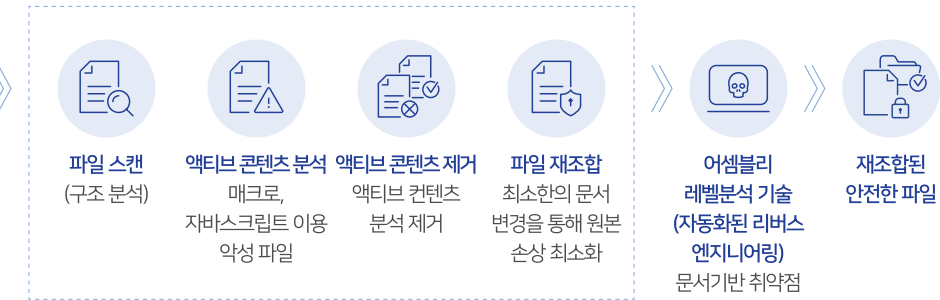 파일 스캔
(구조 분석)
액티브 콘텐츠 분석
매크로,
자바스크립트 이용
악성 파일
액티브 콘텐츠 제거
액티브 컨텐츠
분석 제거
파일 재조합
최소한의 문서
변경을 통해 원본
손상 최소화
어셈블리
레벨분석 기술
(자동화된 리버스
엔지니어링)
문서기반 취약점
재조합된
안전한 파일